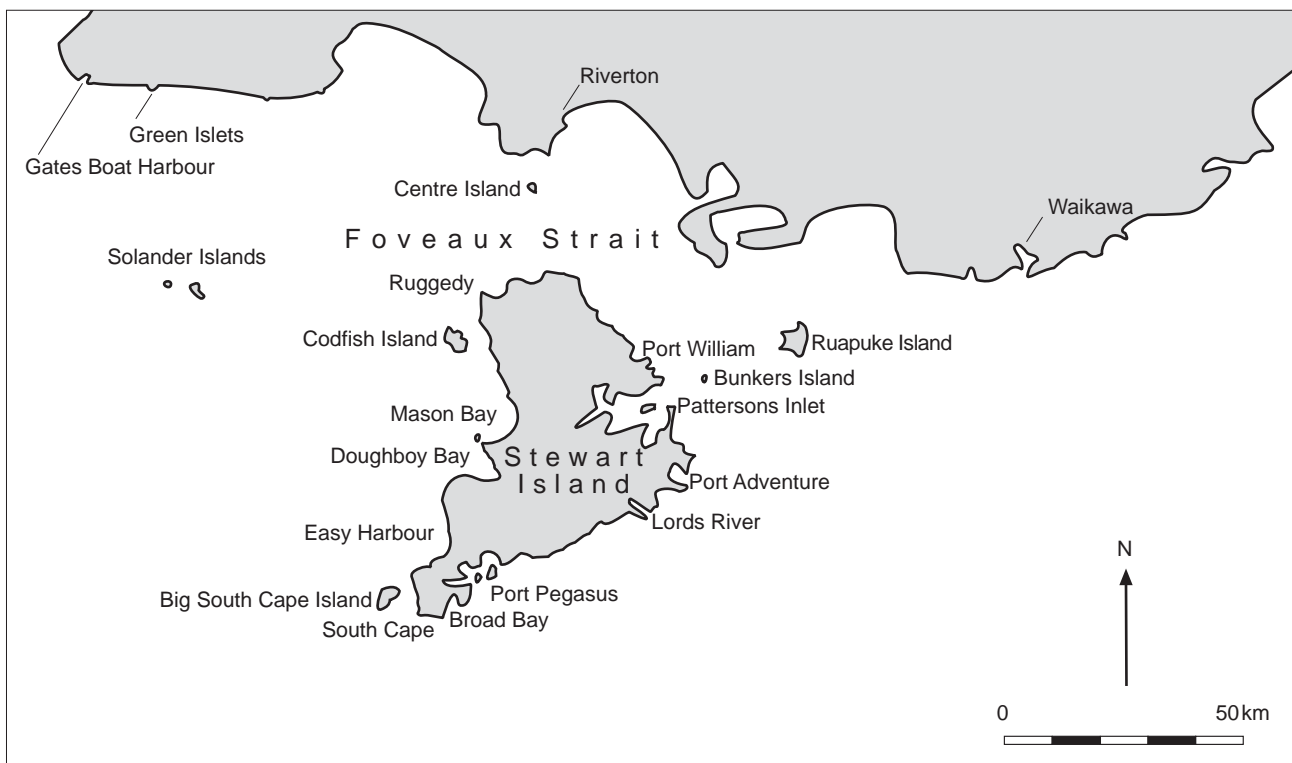 Riverton
Green Islets
Gates Boat Harbour
Centre Island
Waikawa
Foveaux Strait
Solander Islands
Ruggedy
Codfish Island
Port William
Ruapuke Island
Bunkers Island
Pattersons Inlet
Mason Bay
Doughboy Bay
Stewart
Island
Port Adventure
Lords River
Easy Harbour
N
Port Pegasus
Big South Cape Island
Broad Bay
South Cape
0 50km